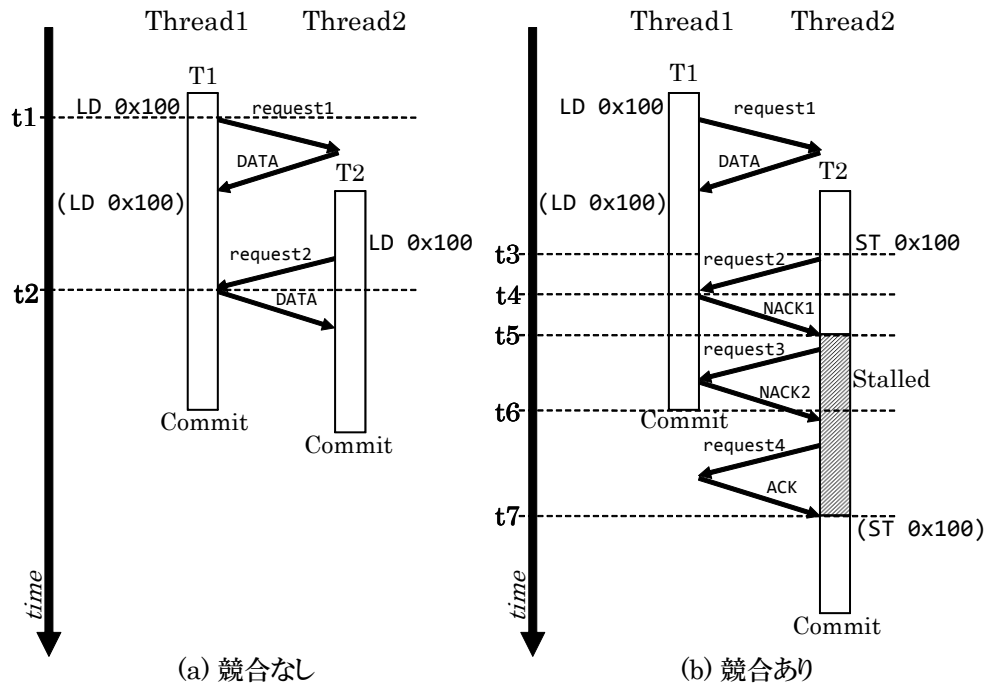 Thread1 Thread2
T1
LD 0x100
request1
t1
DATA
T2
(LD 0x100)
LD 0x100
request2
t2
DATA
Commit
Commit
time
(a) 競合なし
Thread1 Thread2
T1
LD 0x100
request1
DATA
T2
(LD 0x100)
ST 0x100
t3
request2
t4
NACK1
t5
request3
Stalled
NACK2
t6
Commit
request4
ACK
t7
(ST 0x100)
Commit
time
(b) 競合あり